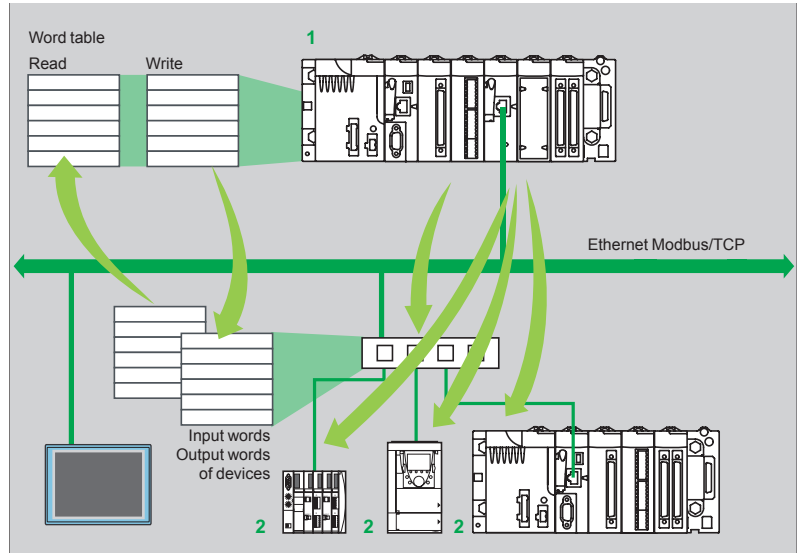 Word table
1
Read
Write
Ethernet Modbus/TCP
Input words
Output words
of devices
2
2
2